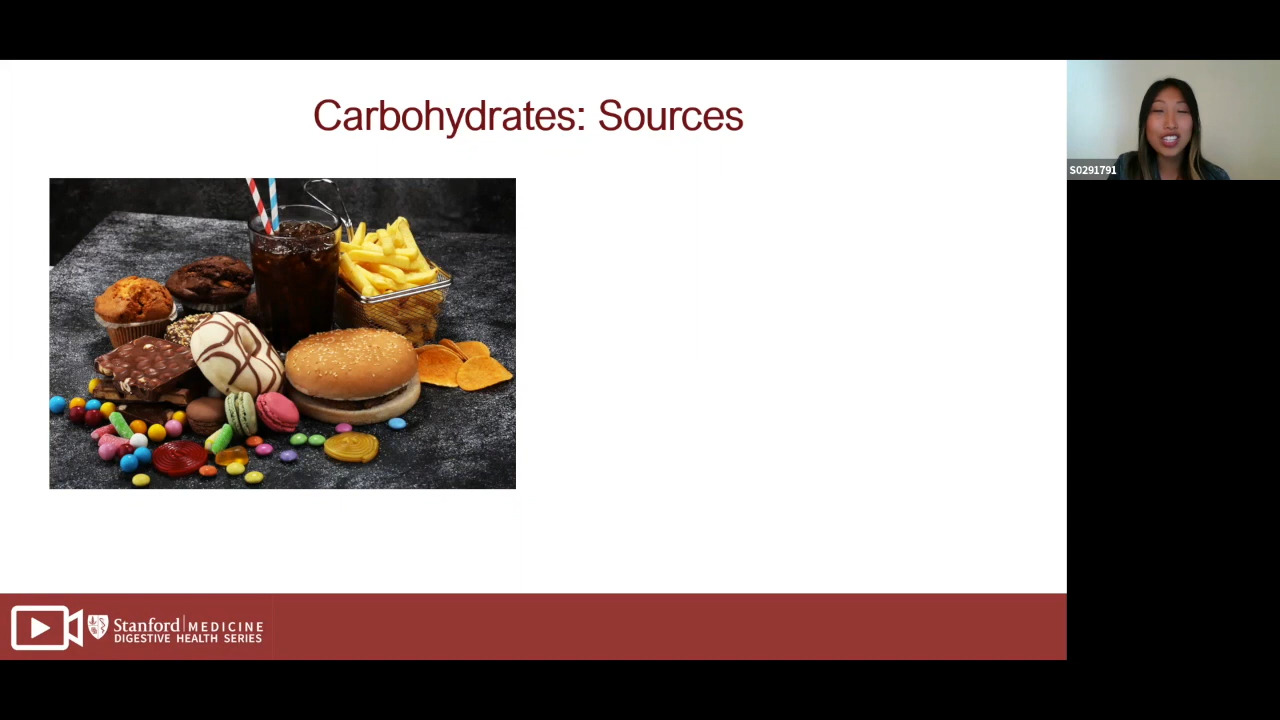 Carbohydrates: Sources
S0291791
Stanford MEDICINE
DIGESTIVE HEALTH SERIES